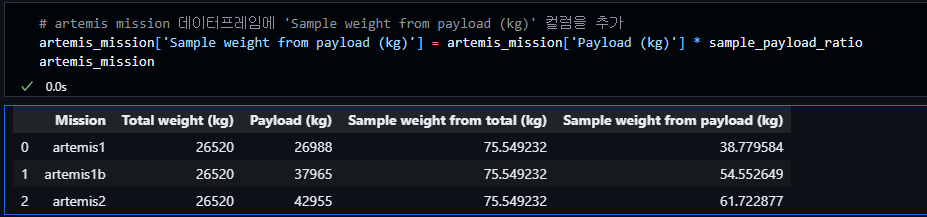 # artemis mission 데이터프레임에 'Sample weight from payload (kg)' 컬럼을 추가
artemis_mission['Sample weight from payload (kg)'] = artemis_mission['Payload (kg)'] * sample_payload_ratio
artemis_mission
0.0s
Mission Total weight (kg) Payload (kg) Sample weight from total (kg) Sample weight from payload (kg)
0 artemis1 26520 26988 75.549232 38.779584
1 artemis1b 26520 37965 75.549232 54.552649
2 artemis2 26520 42955 75.549232 61.722877